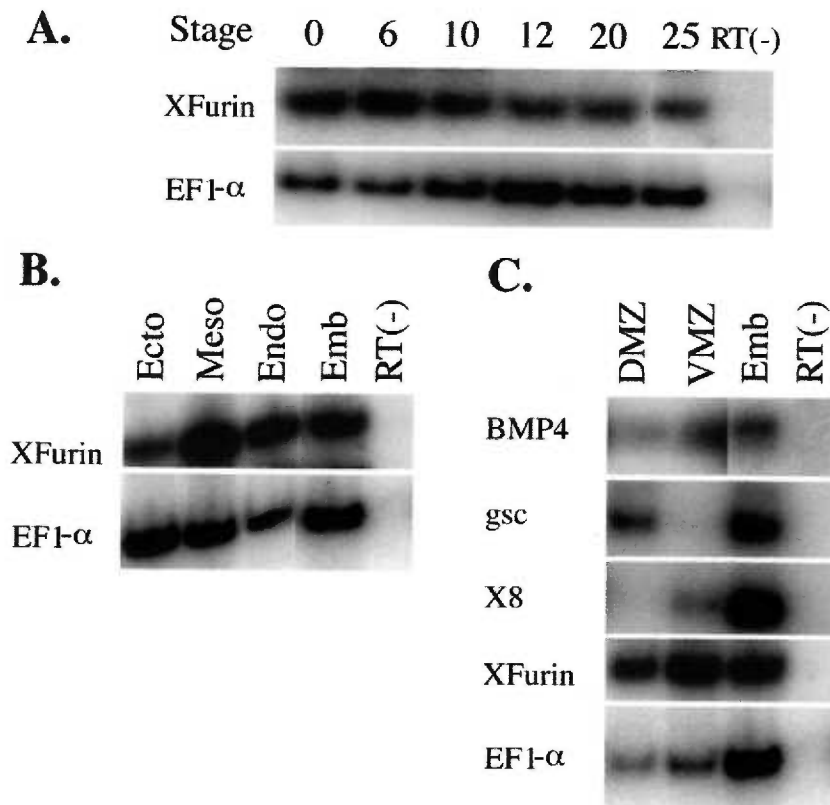 A.
Stage 0 6 10 12 20 25 RT(-)
XFurin
EF1-α
B.
Ecto Meso Endo Emb RT(-)
XFurin
EF1-α
C.
DMZ VMZ Emb RT(-)
BMP4
gsc
X8
XFurin
EF1-α